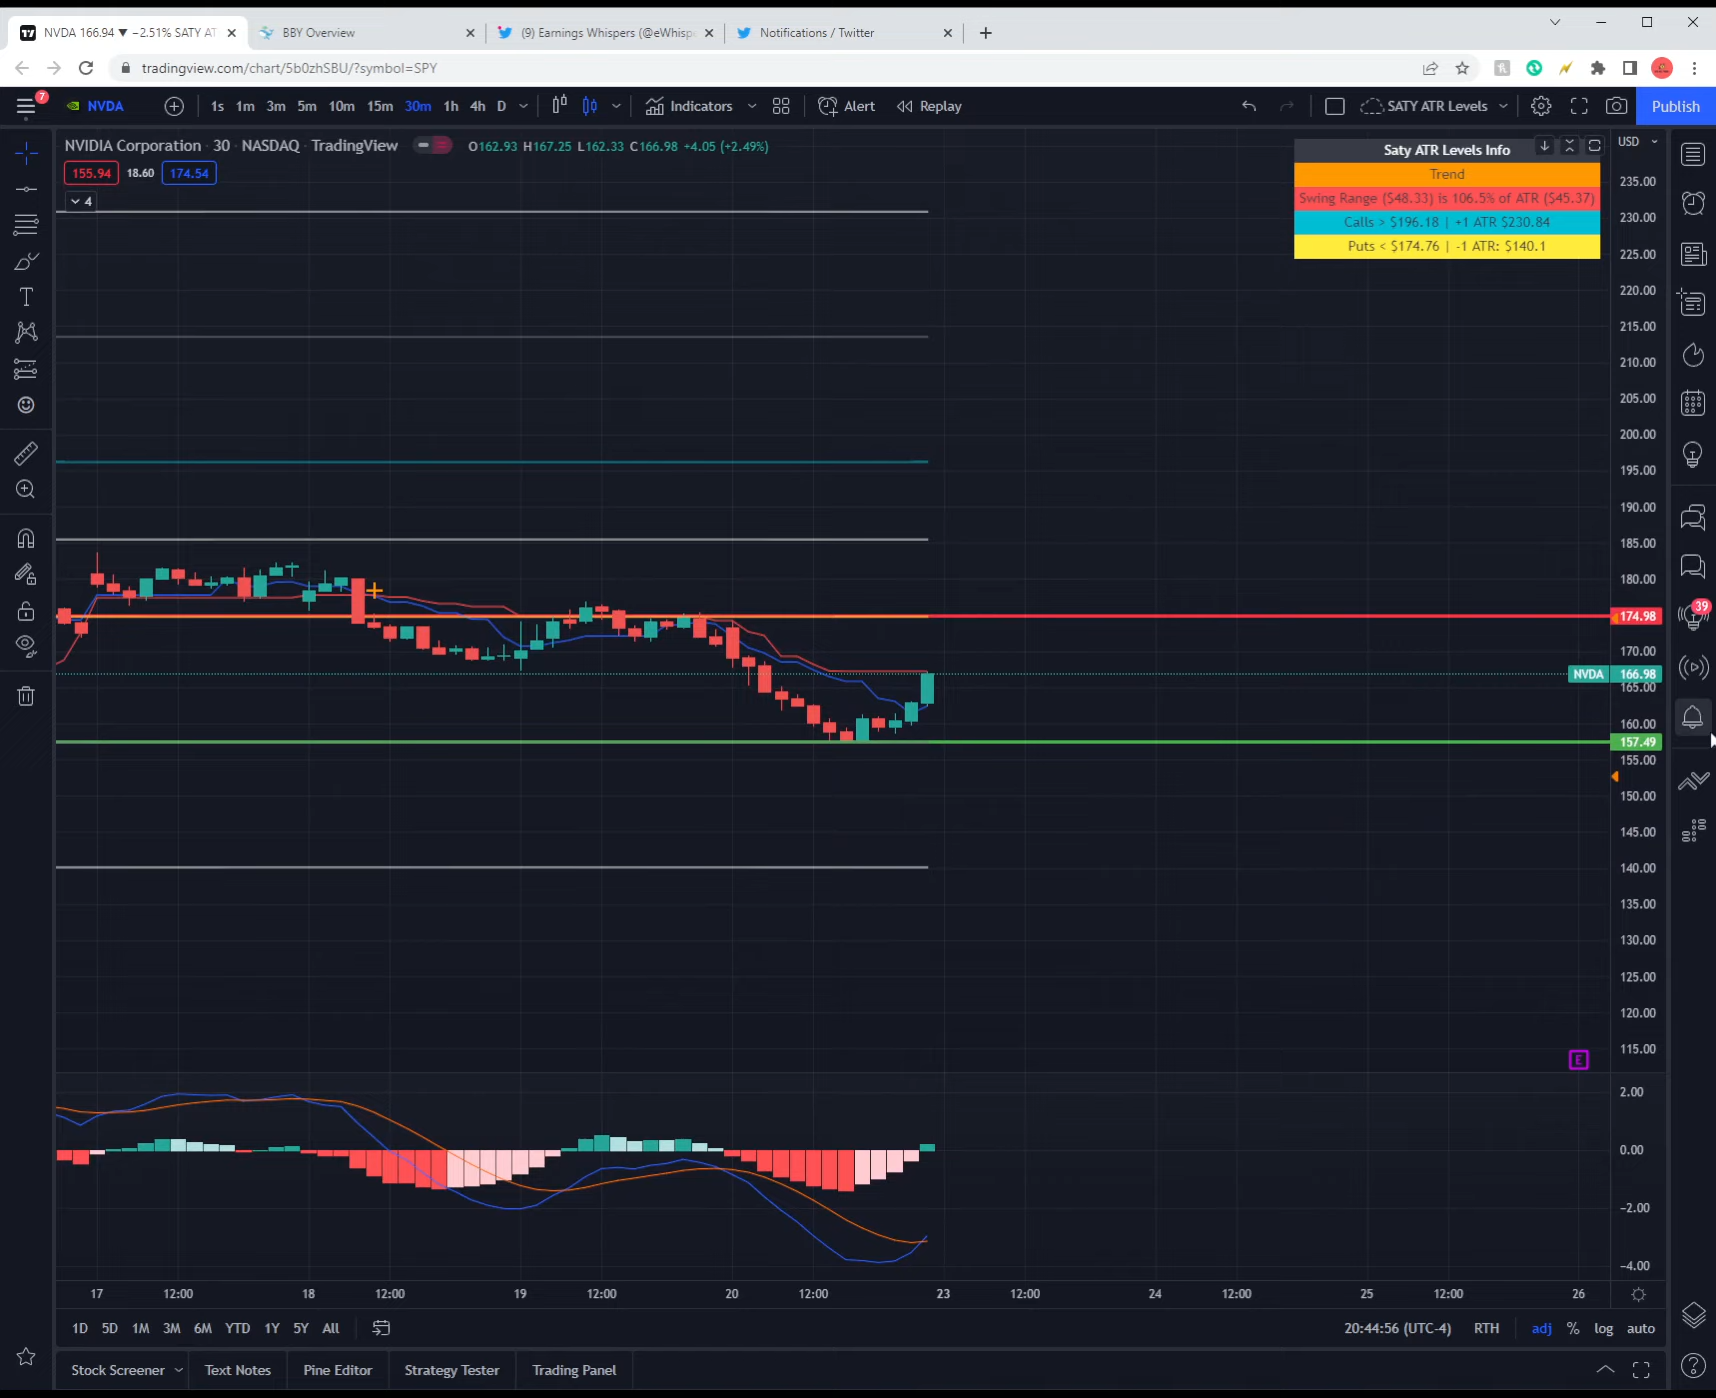 NVDA 166.94 ▼ −2.51% SATY AT
BBY Overview
(9) Earnings Whispers (@eWhisp
Notifications / Twitter
tradingview.com/chart/5b0zhSBU/?symbol=SPY
7
NVDA
1s 1m 3m 5m 10m 15m 30m 1h 4h D
Indicators
Alert
Replay
SATY ATR Levels
Publish
NVIDIA Corporation · 30 · NASDAQ · TradingView
O162.93 H167.25 L162.33 C166.98 +4.05 (+2.49%)
155.94 18.60 174.54
4
Saty ATR Levels Info
Trend
Swing Range ($48.33) is 106.5% of ATR ($45.37)
Calls > $196.18 | +1 ATR $230.84
Puts < $174.76 | -1 ATR: $140.1
USD
235.00
230.00
225.00
220.00
215.00
210.00
205.00
200.00
195.00
190.00
185.00
180.00
174.98
170.00
NVDA 166.98
165.00
160.00
157.49
155.00
150.00
145.00
140.00
135.00
130.00
125.00
120.00
115.00
39
E
2.00
0.00
−2.00
−4.00
17 12:00 18 12:00 19 12:00 20 12:00 23 12:00 24 12:00 25 12:00 26
1D 5D 1M 3M 6M YTD 1Y 5Y All
20:44:56 (UTC-4) RTH adj % log auto
Stock Screener Text Notes Pine Editor Strategy Tester Trading Panel